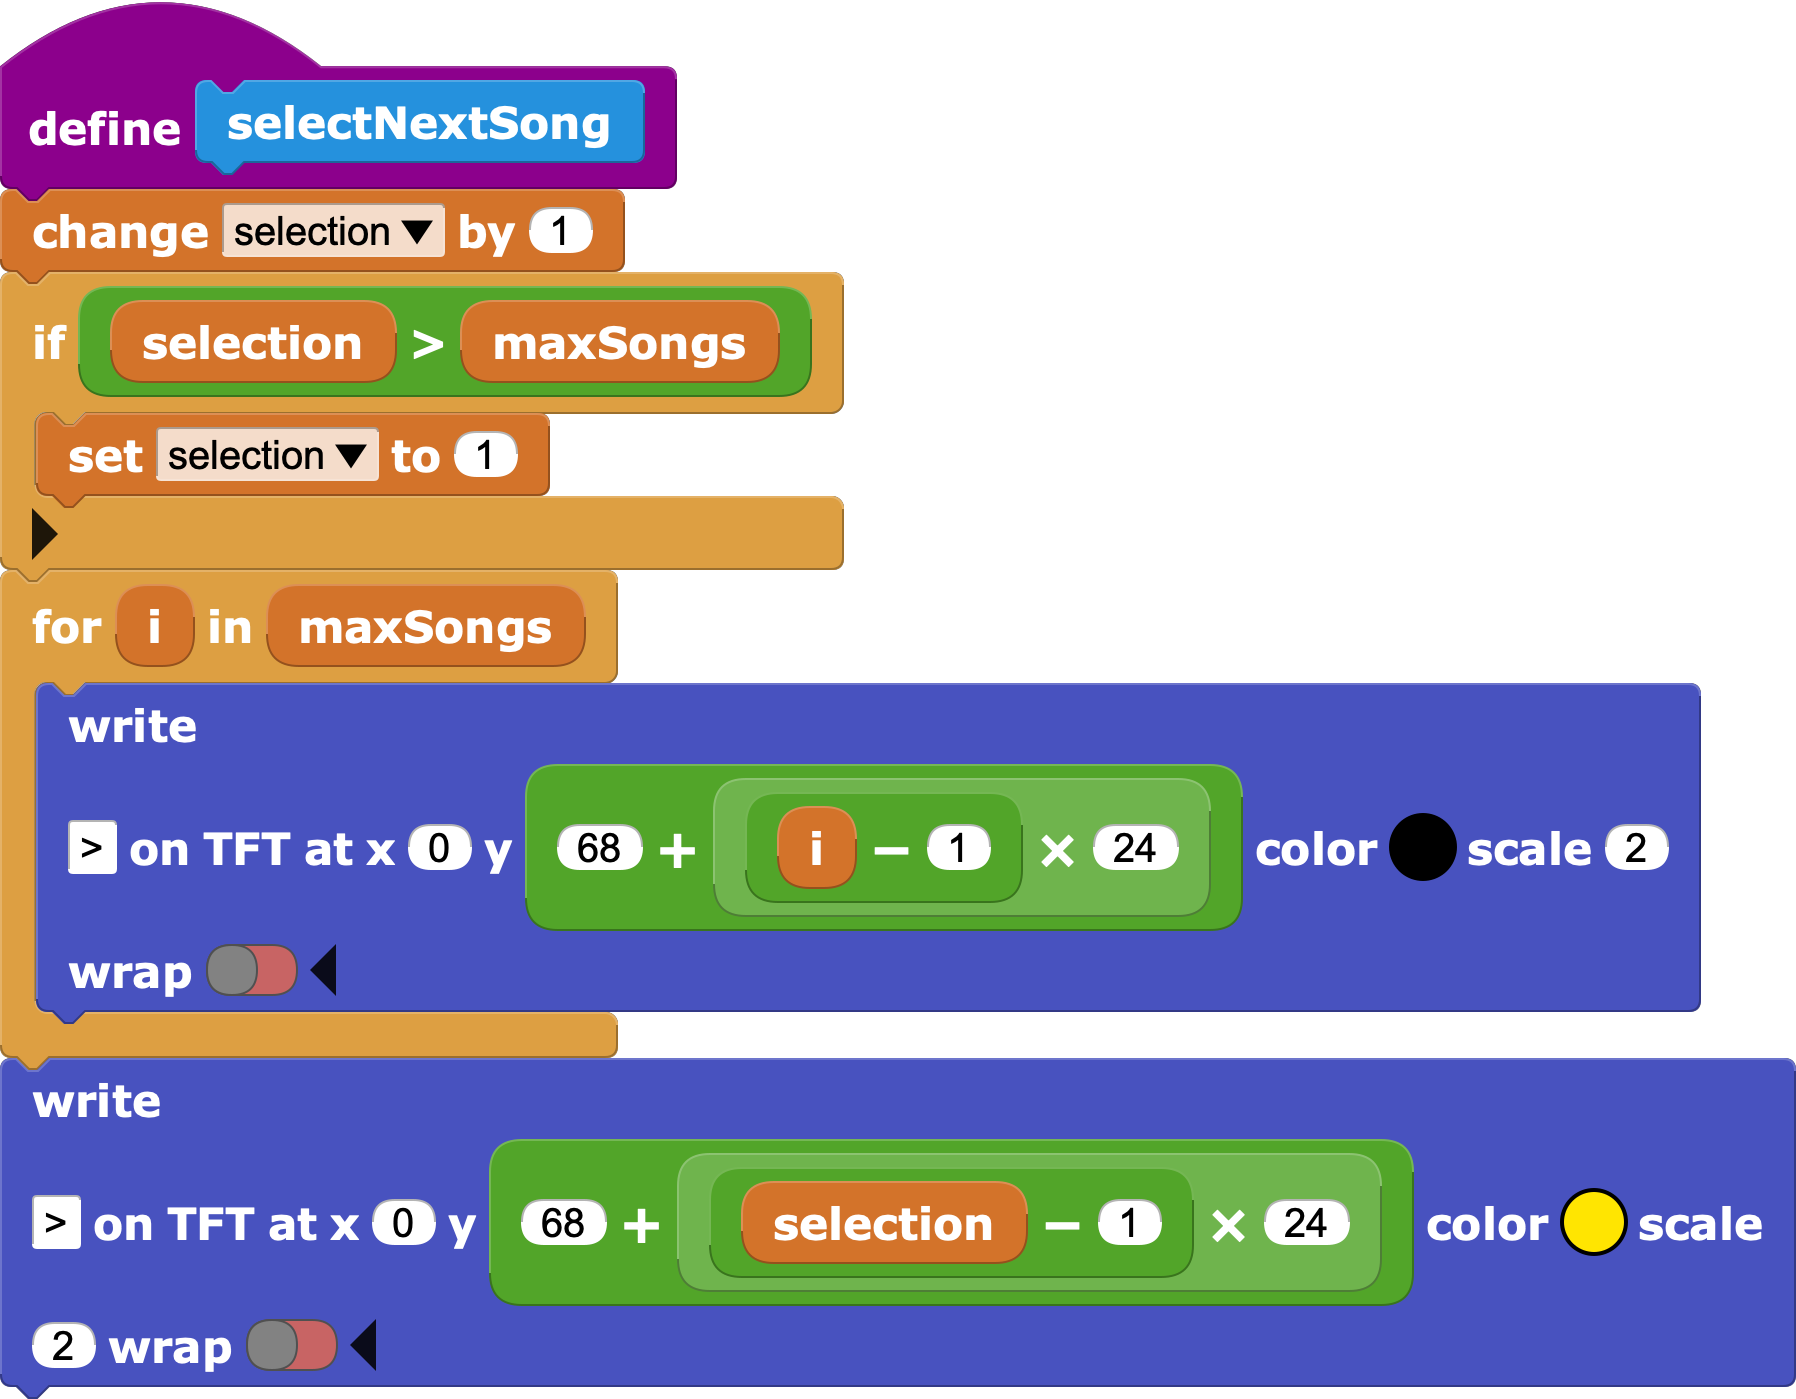 define selectNextSong
change selection by 1
if selection > maxSongs
set selection to 1
for i in maxSongs
write
> on TFT at x 0 y 68 + i − 1 × 24 color scale 2
wrap
write
> on TFT at x 0 y 68 + selection − 1 × 24 color scale
2 wrap